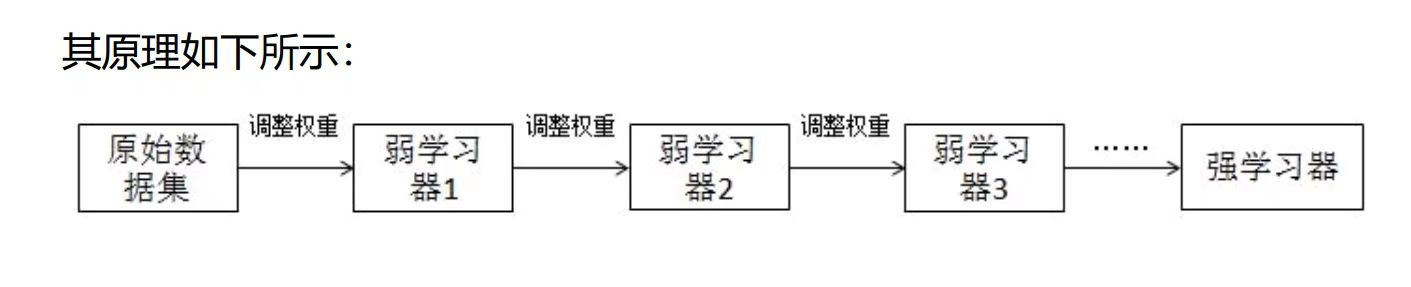 其原理如下所示：
调整权重 调整权重 调整权重 ……
原始数 弱学习 弱学习 弱学习 强学习器
据集 器1 器2 器3